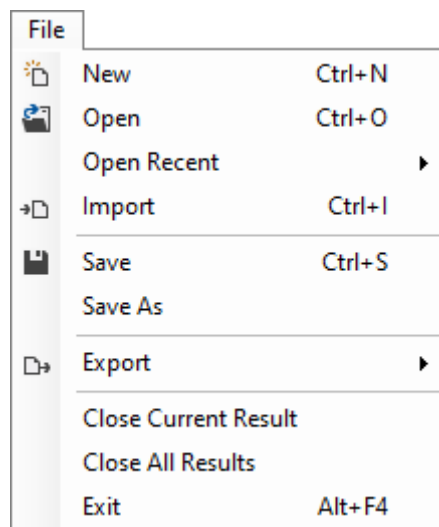 File
New Ctrl+N
Open Ctrl+O
Open Recent
Import Ctrl+I
Save Ctrl+S
Save As
Export
Close Current Result
Close All Results
Exit Alt+F4